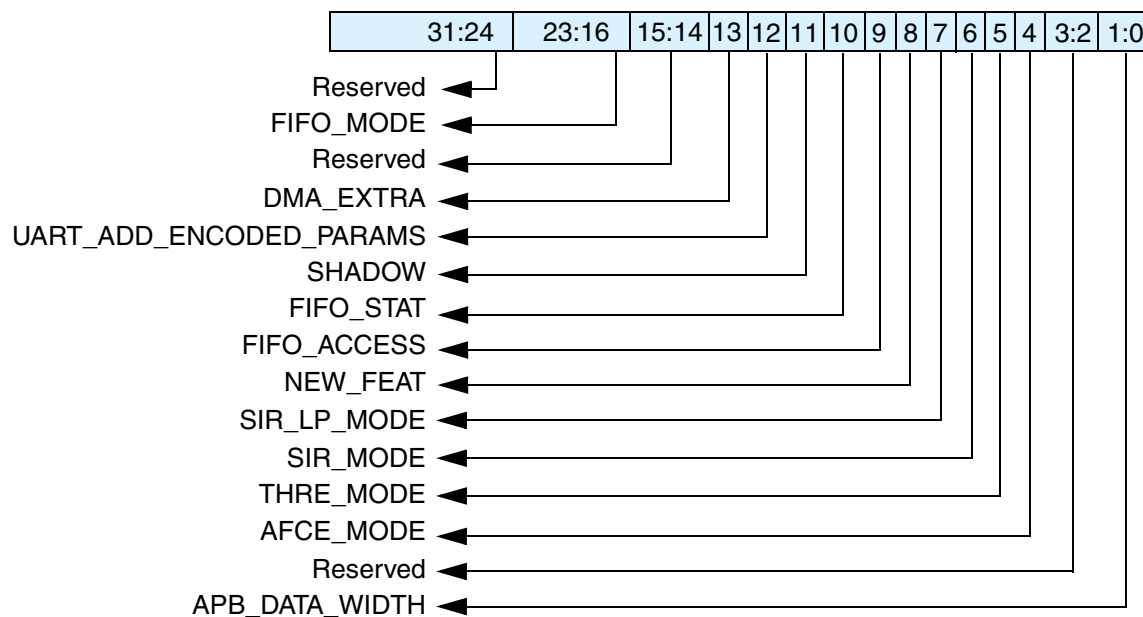 31:24 23:16 15:14 13 12 11 10 9 8 7 6 5 4 3:2 1:0
Reserved
FIFO_MODE
Reserved
DMA_EXTRA
UART_ADD_ENCODED_PARAMS
SHADOW
FIFO_STAT
FIFO_ACCESS
NEW_FEAT
SIR_LP_MODE
SIR_MODE
THRE_MODE
AFCE_MODE
Reserved
APB_DATA_WIDTH